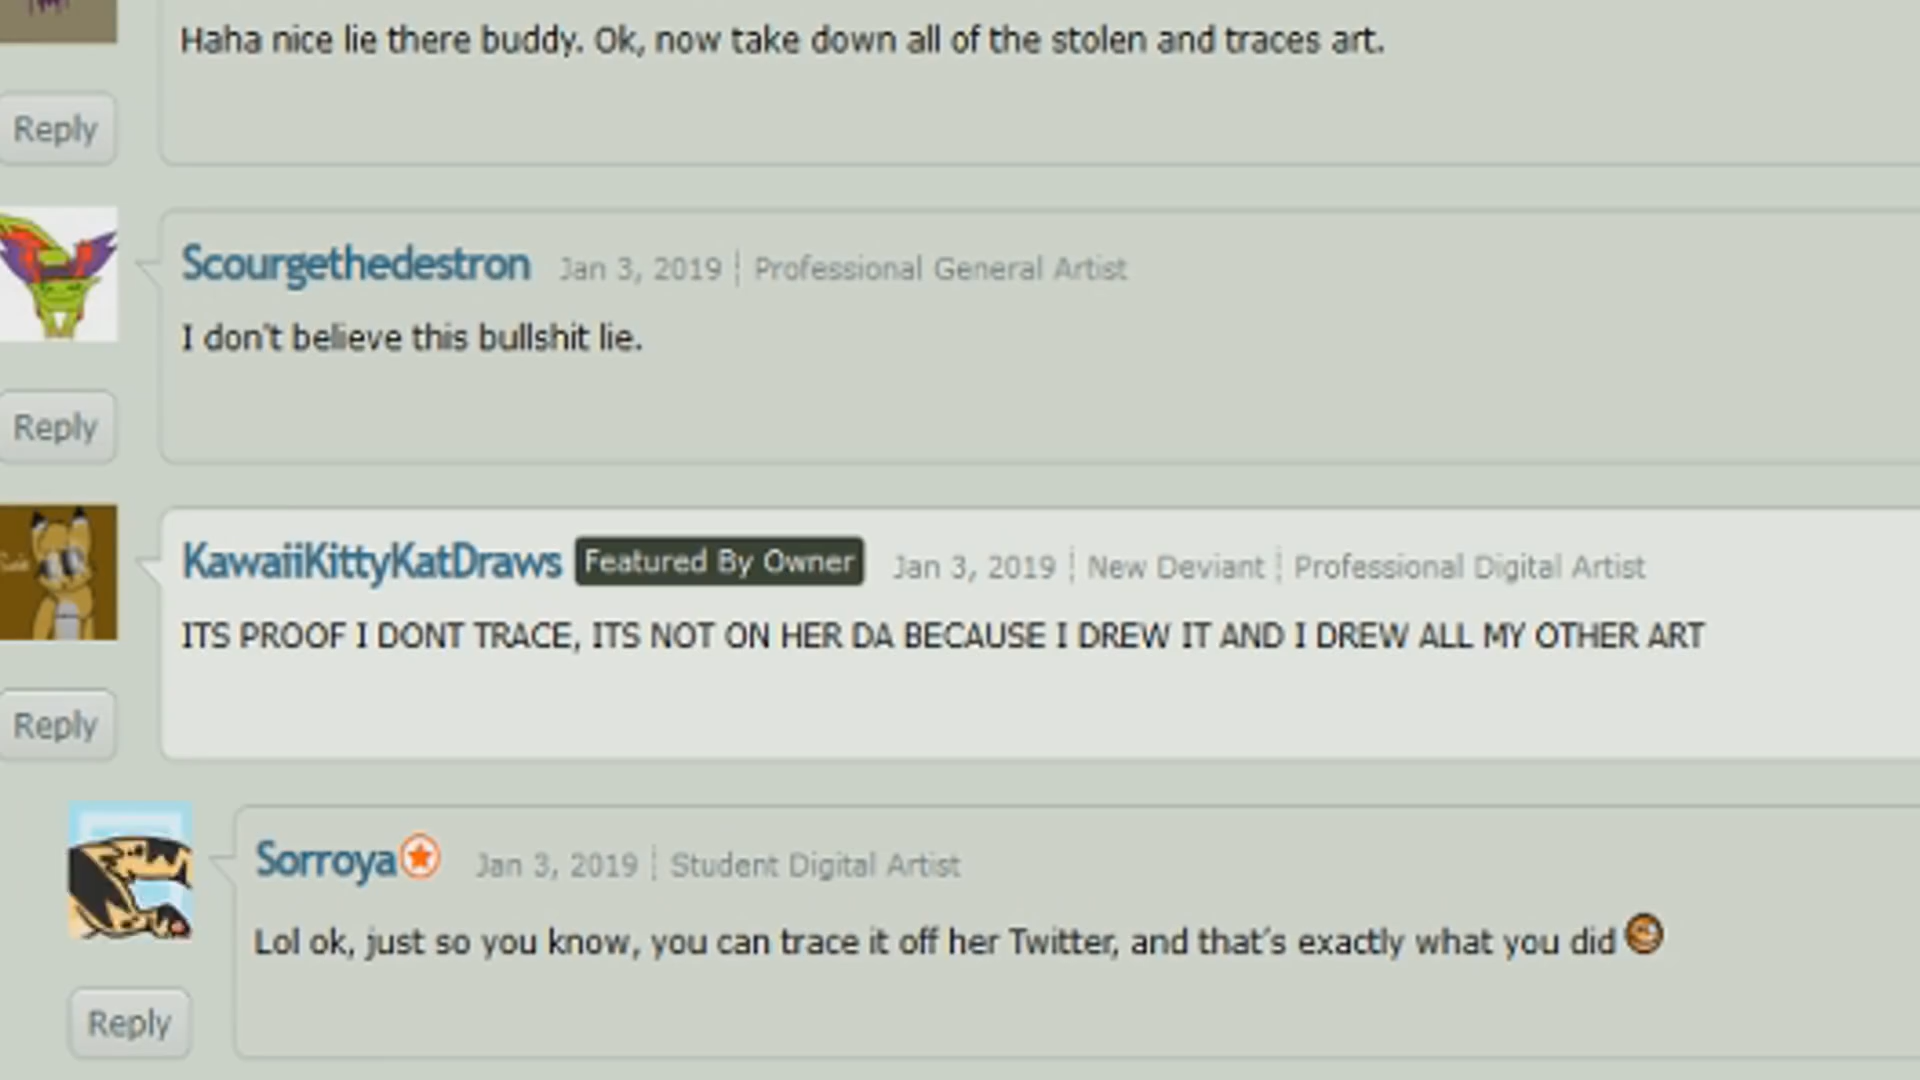 Haha nice lie there buddy. Ok, now take down all of the stolen and traces art.
Reply
Scourgethedestron Jan 3, 2019 Professional General Artist
I don't believe this bullshit lie.
Reply
KawaiiKittyKatDraws Featured By Owner Jan 3, 2019 New Deviant Professional Digital Artist
ITS PROOF I DONT TRACE, ITS NOT ON HER DA BECAUSE I DREW IT AND I DREW ALL MY OTHER ART
Reply
Sorroya Jan 3, 2019 Student Digital Artist
Lol ok, just so you know, you can trace it off her Twitter, and that's exactly what you did
Reply